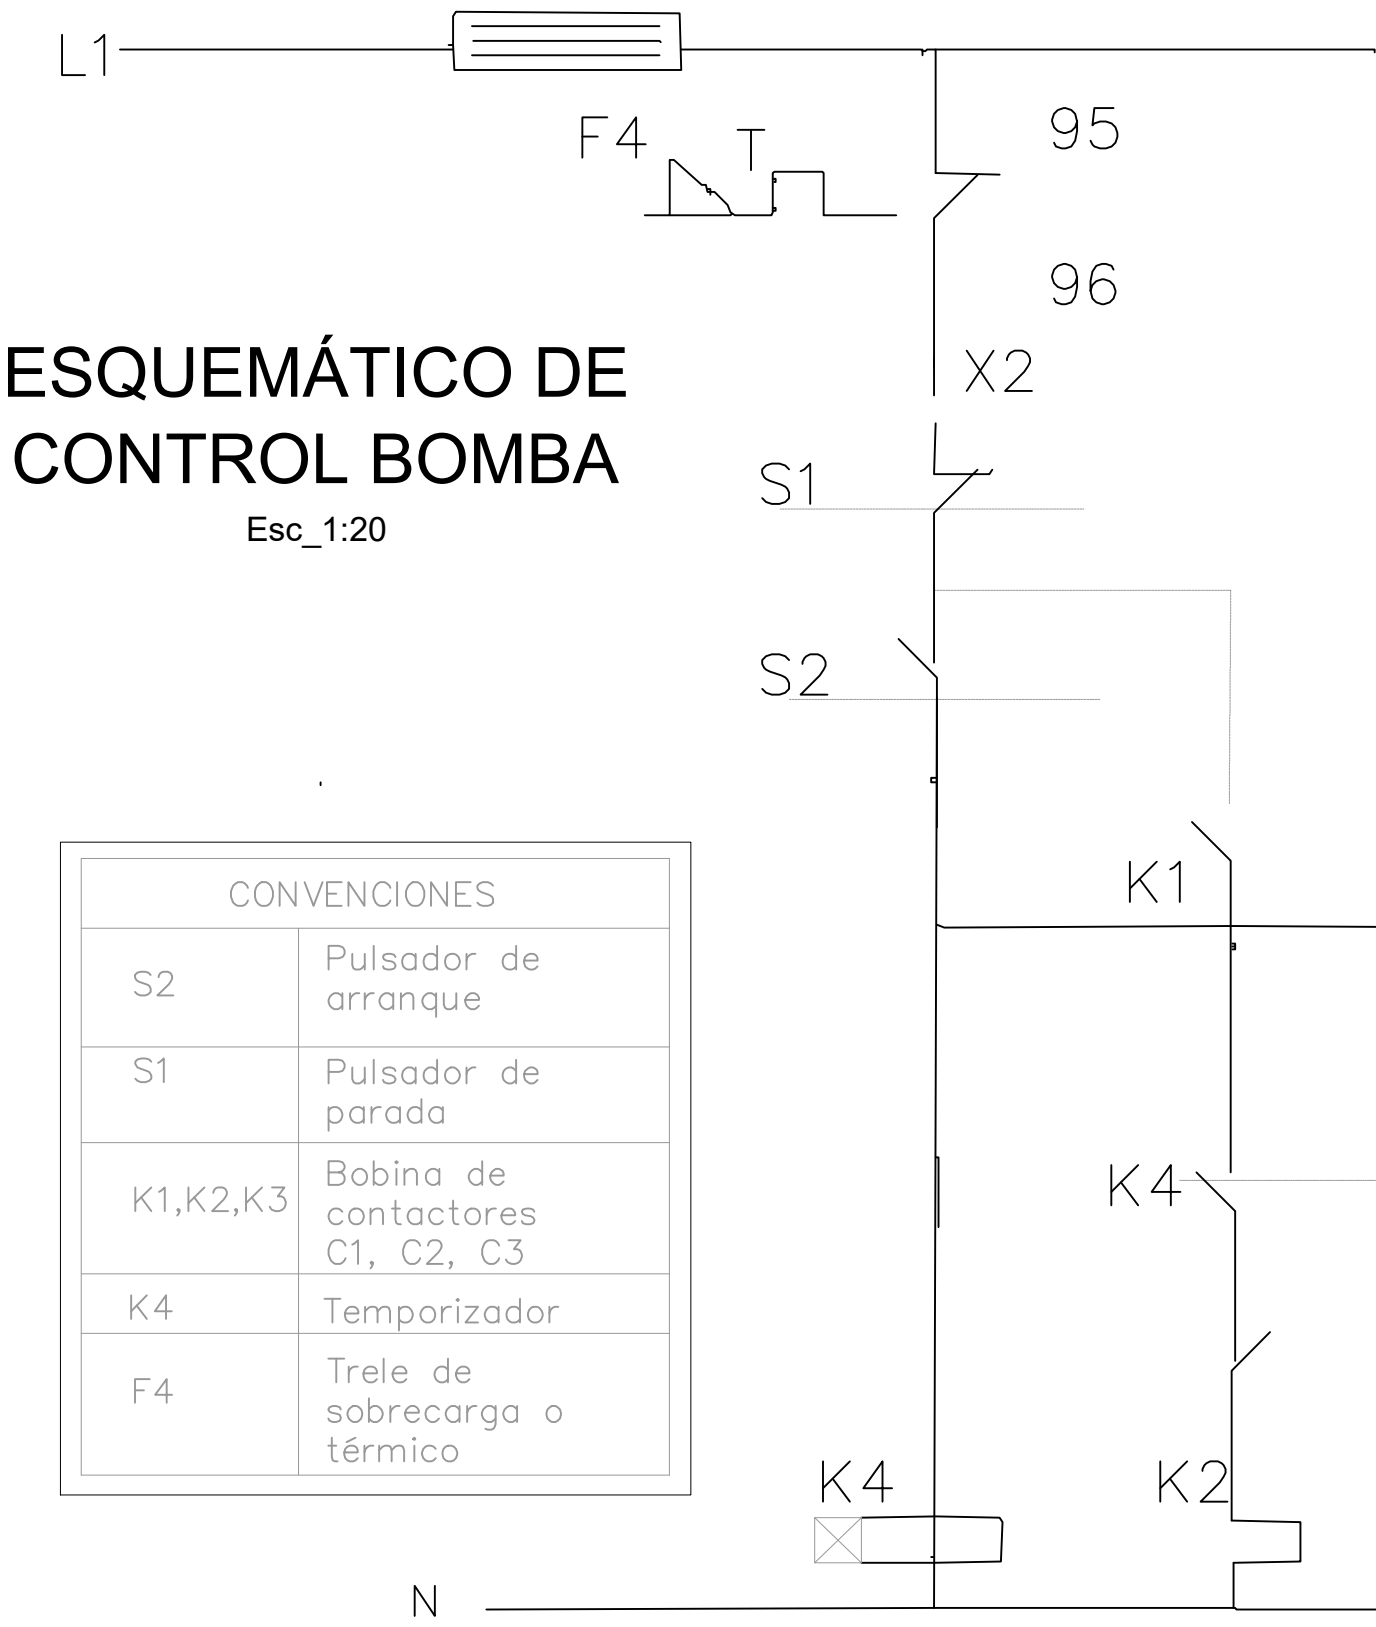 L1
F4
T
95
96
X2
ESQUEMÁTICO DE
CONTROL BOMBA
Esc_1:20
S1
S2
K1
CONVENCIONES
S2
Pulsador de
arranque
S1
Pulsador de
parada
K1,K2,K3
Bobina de
contactores
C1, C2, C3
K4
Temporizador
F4
Trele de
sobrecarga o
térmico
K4
K4
K2
N